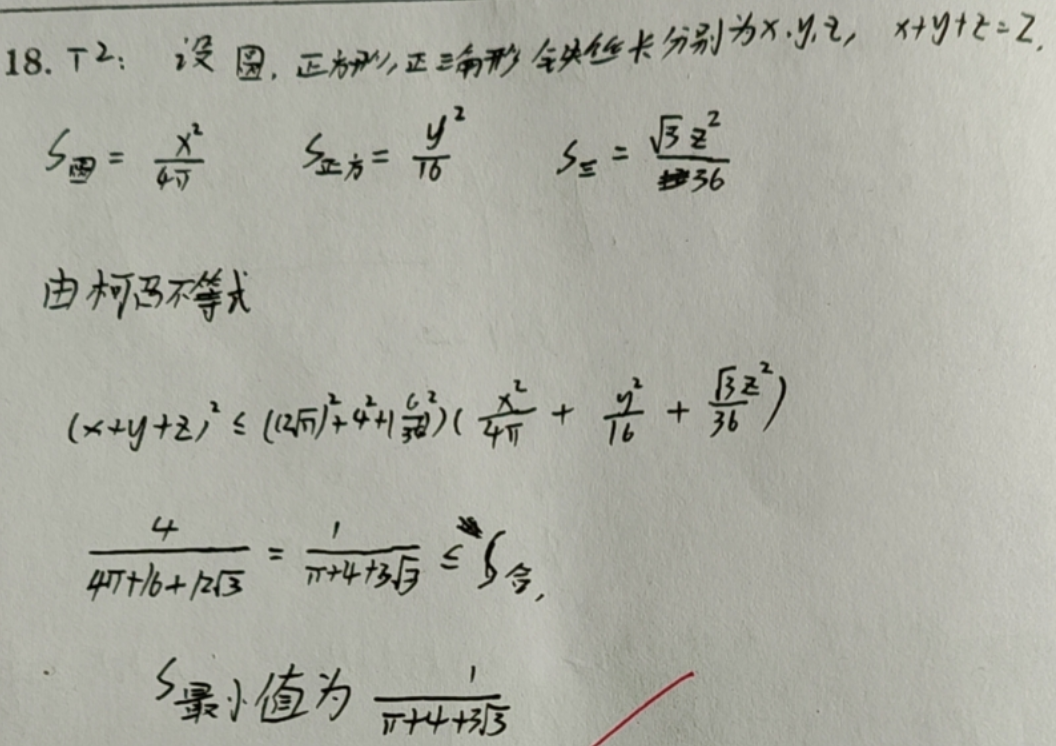 18. T2: 设圆, 正方形, 正三角形铁丝长分别为x,y,z, x+y+z=2,
S圆 = x²/4π S正方 = y²/16 S三 = √3z²/36
由柯西不等式
(x+y+z)² ≤ ((2√π)²+4²+( )²)(x²/4π + y²/16 + √3z²/36)
4/(4π+16+12√3) = 1/(π+4+3√3) ≤ S合,
S最小值为 1/(π+4+3√3)